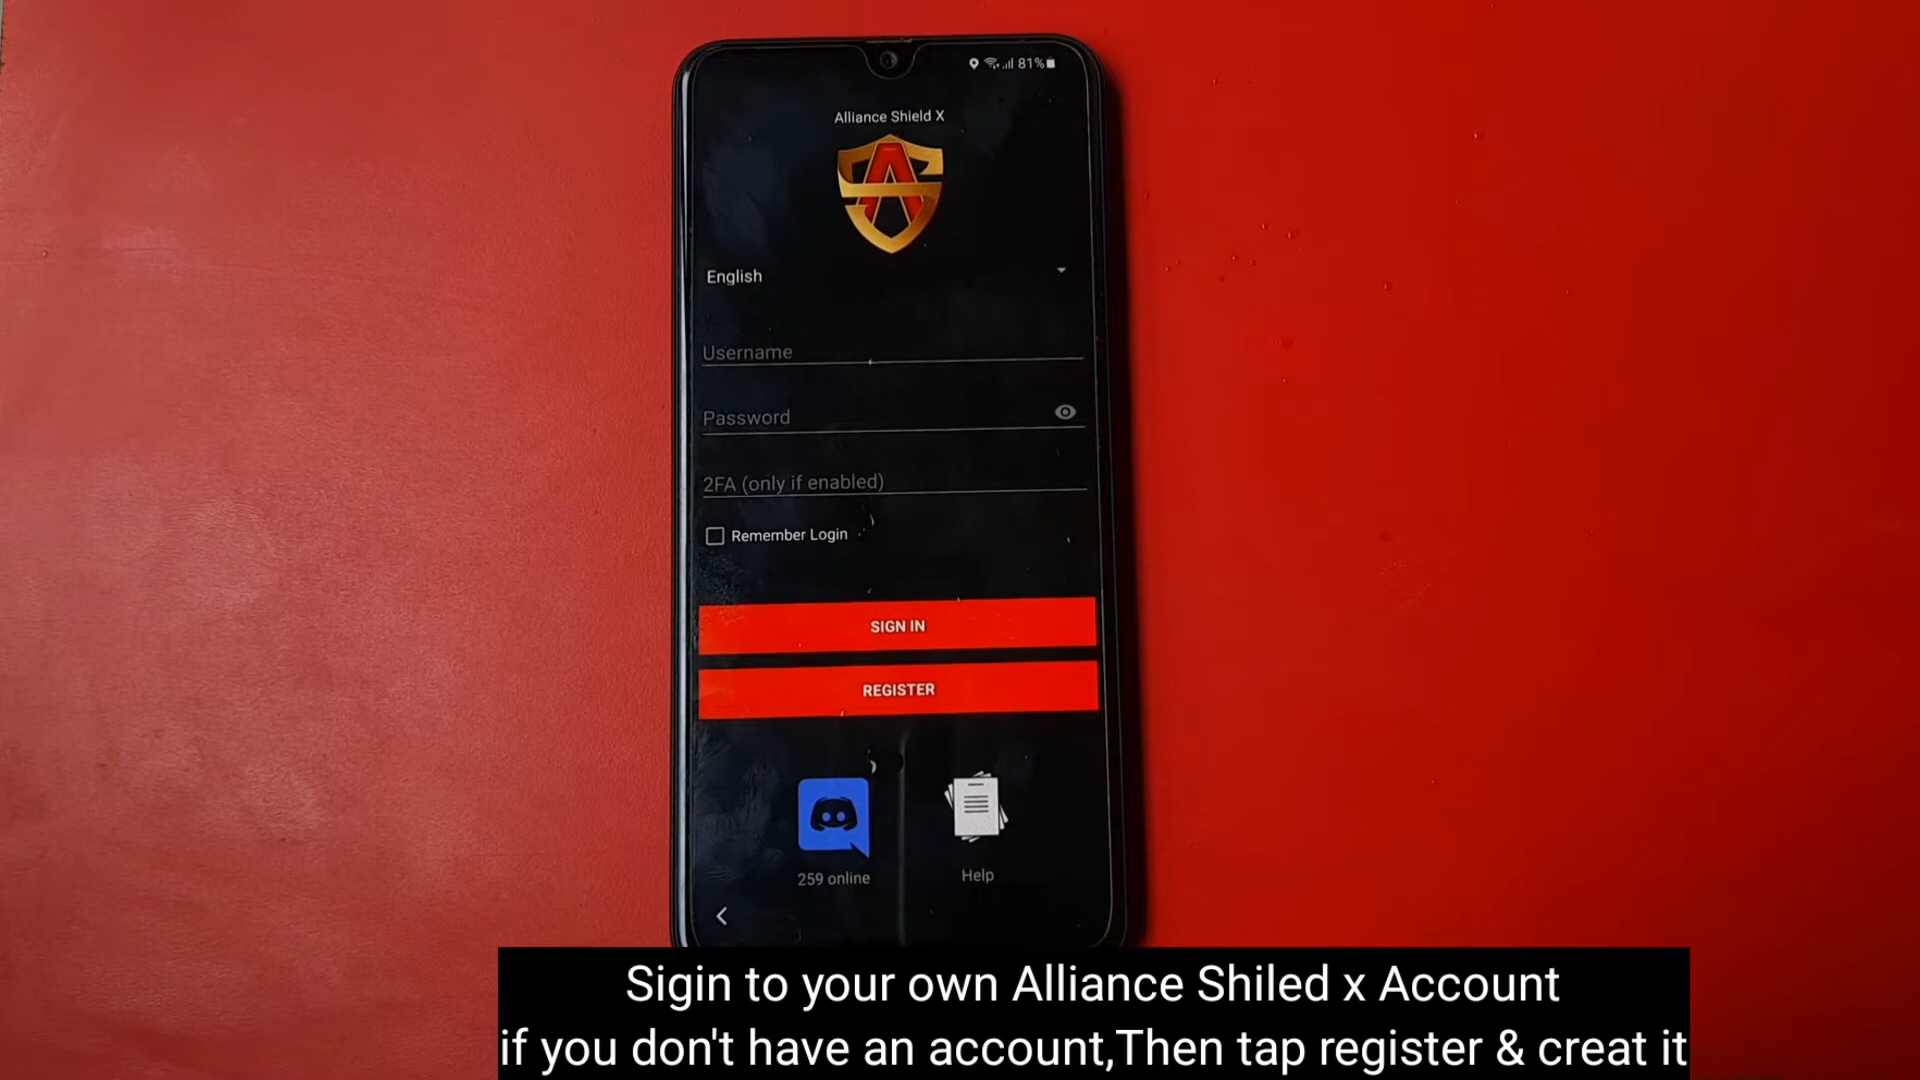 81%
Alliance Shield X
English
Username
Password
2FA (only if enabled)
Remember Login
SIGN IN
REGISTER
259 online
Help
Sigin to your own Alliance Shiled x Account
if you don't have an account,Then tap register & creat it